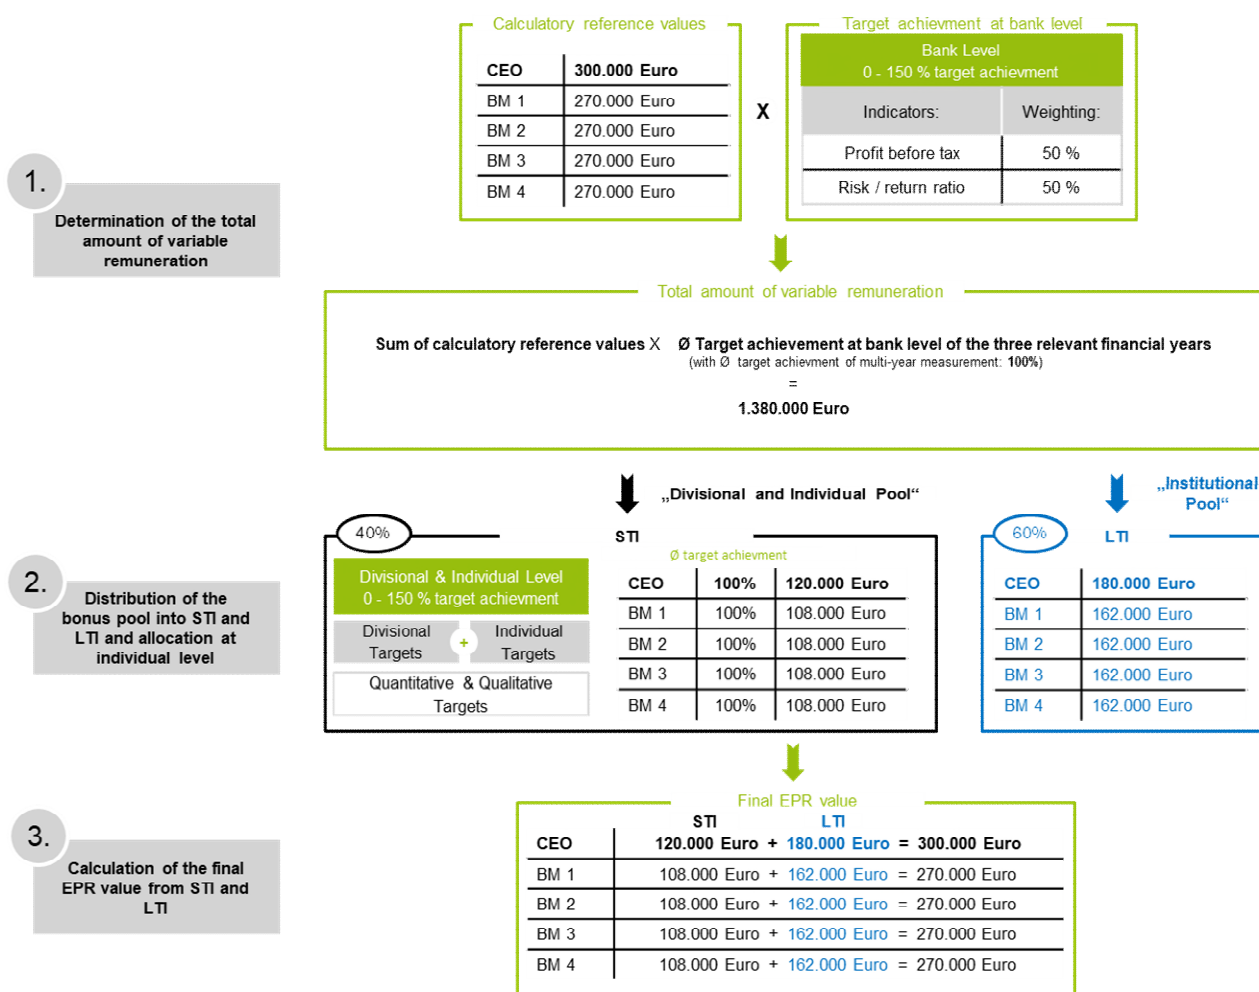 Calculatory reference values
CEO 300.000 Euro
BM 1 270.000 Euro
BM 2 270.000 Euro
BM 3 270.000 Euro
BM 4 270.000 Euro
X
Target achievment at bank level
Bank Level
0 - 150 % target achievment
Indicators: Weighting:
Profit before tax 50 %
Risk / return ratio 50 %
1.
Determination of the total
amount of variable
remuneration
Total amount of variable remuneration
Sum of calculatory reference values X Ø Target achievement at bank level of the three relevant financial years
(with Ø target achievment of multi-year measurement: 100%)
=
1.380.000 Euro
„Divisional and Individual Pool“
„Institutional
Pool“
2.
Distribution of the
bonus pool into STI and
LTI and allocation at
individual level
40%
STI
Ø target achievment
Divisional & Individual Level
0 - 150 % target achievment
Divisional
Targets
+
Individual
Targets
Quantitative & Qualitative
Targets
CEO 100% 120.000 Euro
BM 1 100% 108.000 Euro
BM 2 100% 108.000 Euro
BM 3 100% 108.000 Euro
BM 4 100% 108.000 Euro
60%
LTI
CEO 180.000 Euro
BM 1 162.000 Euro
BM 2 162.000 Euro
BM 3 162.000 Euro
BM 4 162.000 Euro
3.
Calculation of the final
EPR value from STI and
LTI
Final EPR value
STI LTI
CEO 120.000 Euro + 180.000 Euro = 300.000 Euro
BM 1 108.000 Euro + 162.000 Euro = 270.000 Euro
BM 2 108.000 Euro + 162.000 Euro = 270.000 Euro
BM 3 108.000 Euro + 162.000 Euro = 270.000 Euro
BM 4 108.000 Euro + 162.000 Euro = 270.000 Euro